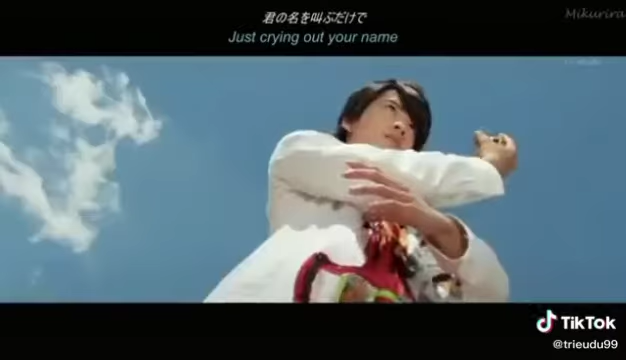 君の名を叫ぶだけで
Just crying out your name
Mikurira
TikTok
@trieudu99